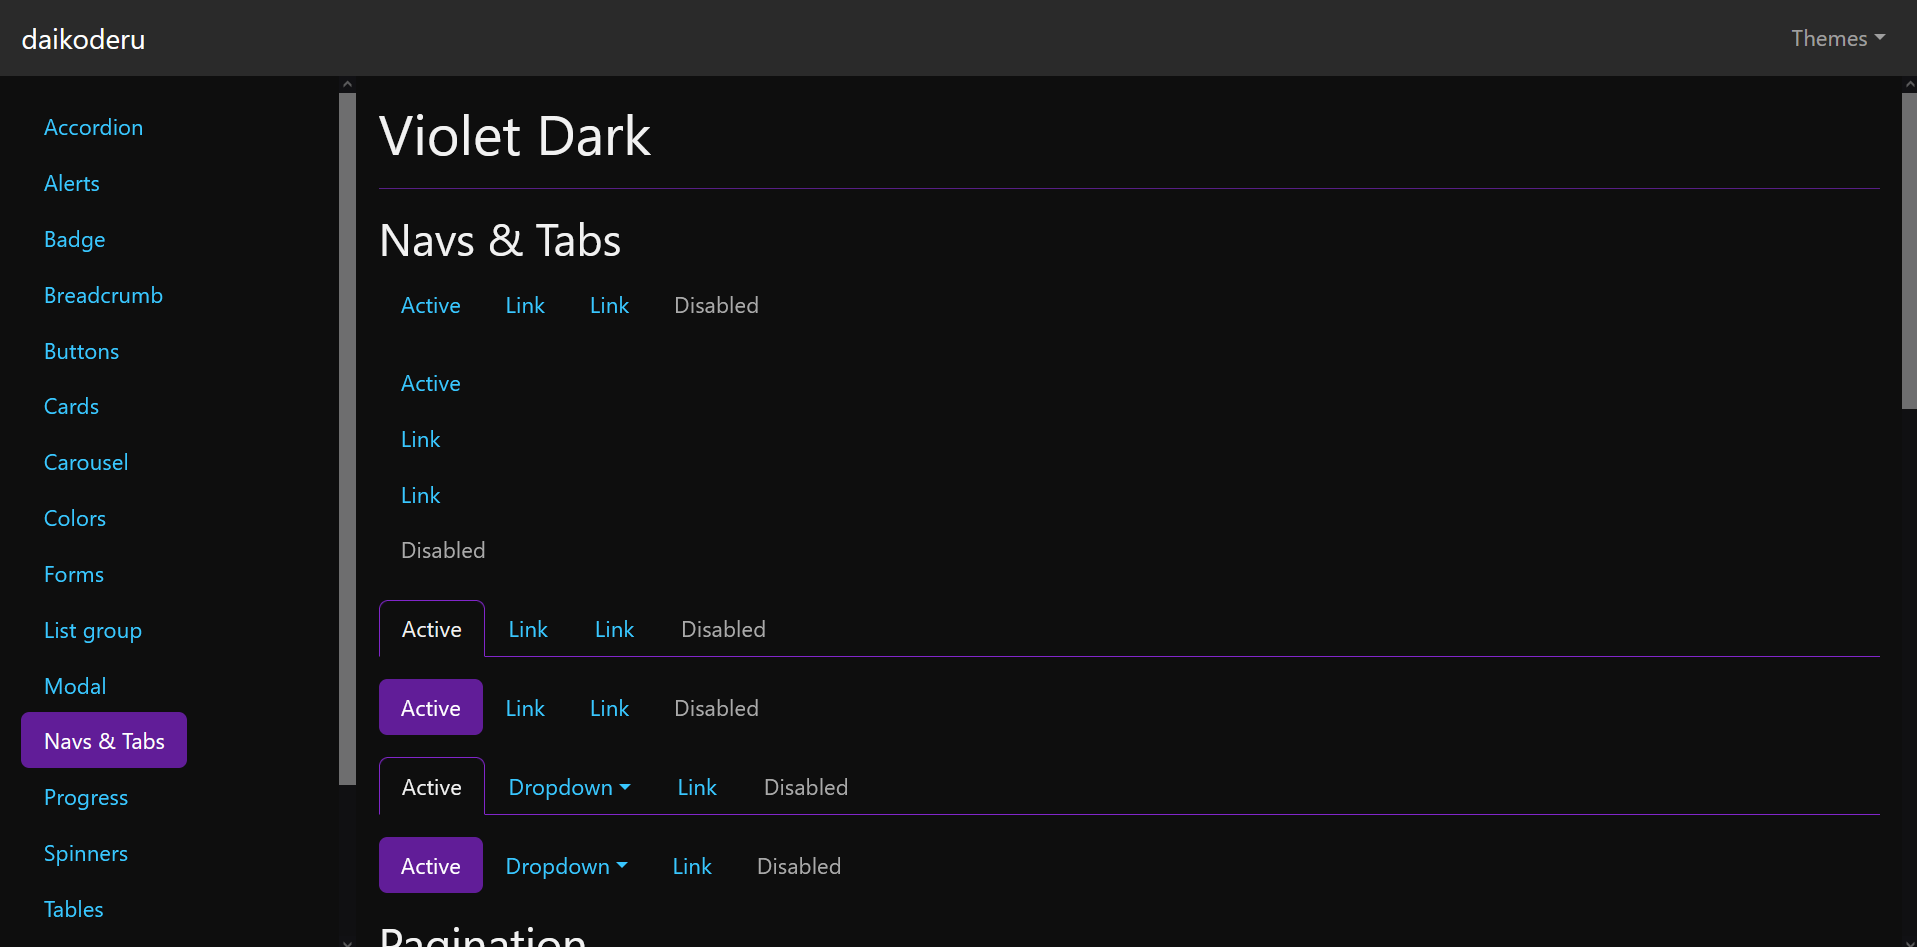 daikoderu
Themes
Accordion
Alerts
Badge
Breadcrumb
Buttons
Cards
Carousel
Colors
Forms
List group
Modal
Navs & Tabs
Progress
Spinners
Tables
Violet Dark
Navs & Tabs
Active Link Link Disabled
Active
Link
Link
Disabled
Active Link Link Disabled
Active Link Link Disabled
Active Dropdown Link Disabled
Active Dropdown Link Disabled
Pagination